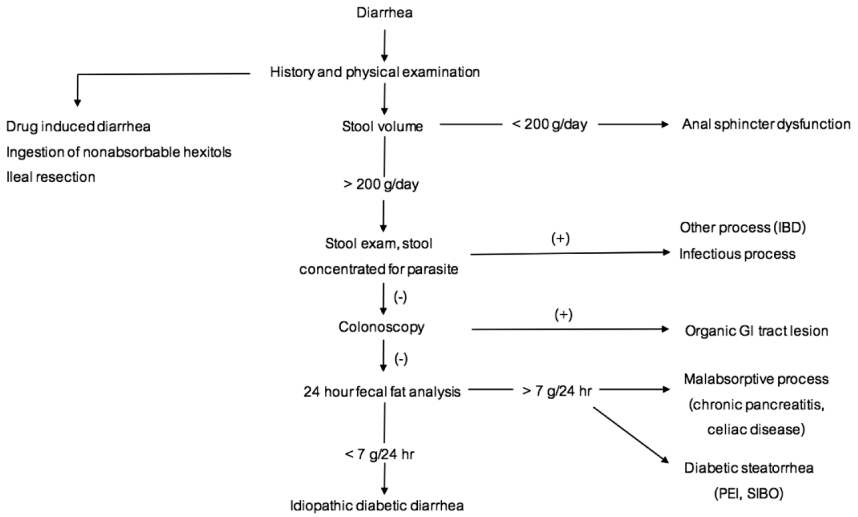 Diarrhea
History and physical examination
Drug induced diarrhea
Ingestion of nonabsorbable hexitols
Ileal resection
Stool volume
< 200 g/day
Anal sphincter dysfunction
> 200 g/day
Stool exam, stool
concentrated for parasite
(+)
Other process (IBD)
Infectious process
(-)
Colonoscopy
(+)
Organic GI tract lesion
(-)
24 hour fecal fat analysis
> 7 g/24 hr
Malabsorptive process
(chronic pancreatitis,
celiac disease)
Diabetic steatorrhea
(PEI, SIBO)
< 7 g/24 hr
Idiopathic diabetic diarrhea